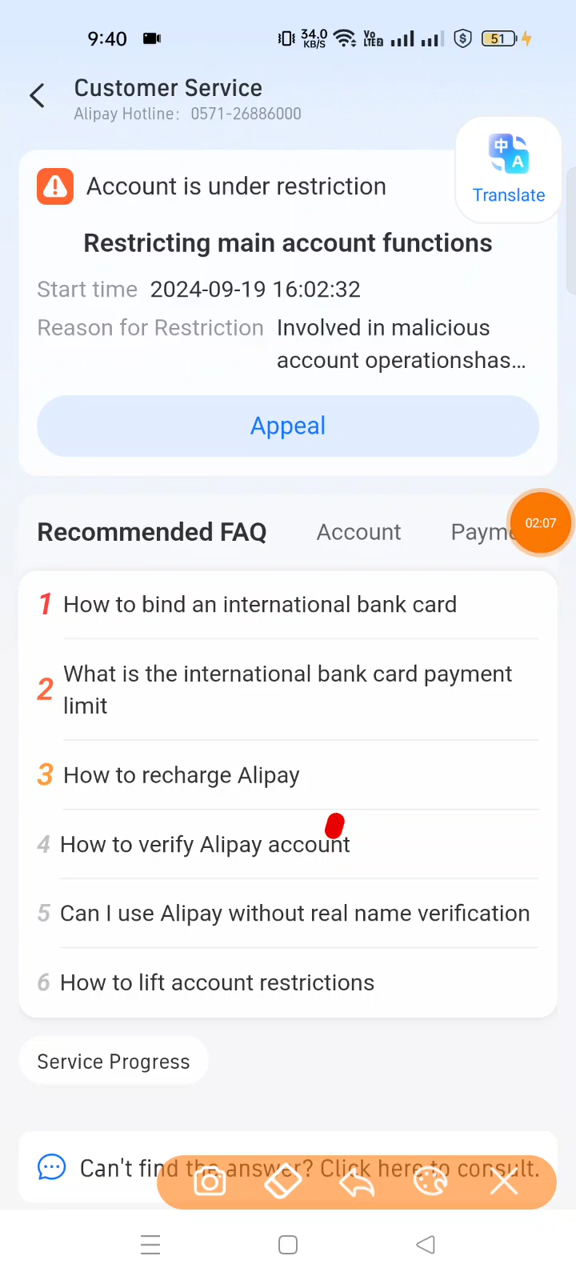 9:40
34.0
KB/S
Vo
LTE2
51
Customer Service
Alipay Hotline: 0571-26886000
中
A
Translate
Account is under restriction
Restricting main account functions
Start time 2024-09-19 16:02:32
Reason for Restriction Involved in malicious
account operationshas...
Appeal
Recommended FAQ Account Payme
02:07
1 How to bind an international bank card
2 What is the international bank card payment
limit
3 How to recharge Alipay
4 How to verify Alipay account
5 Can I use Alipay without real name verification
6 How to lift account restrictions
Service Progress
Can't find the answer? Click here to consult.